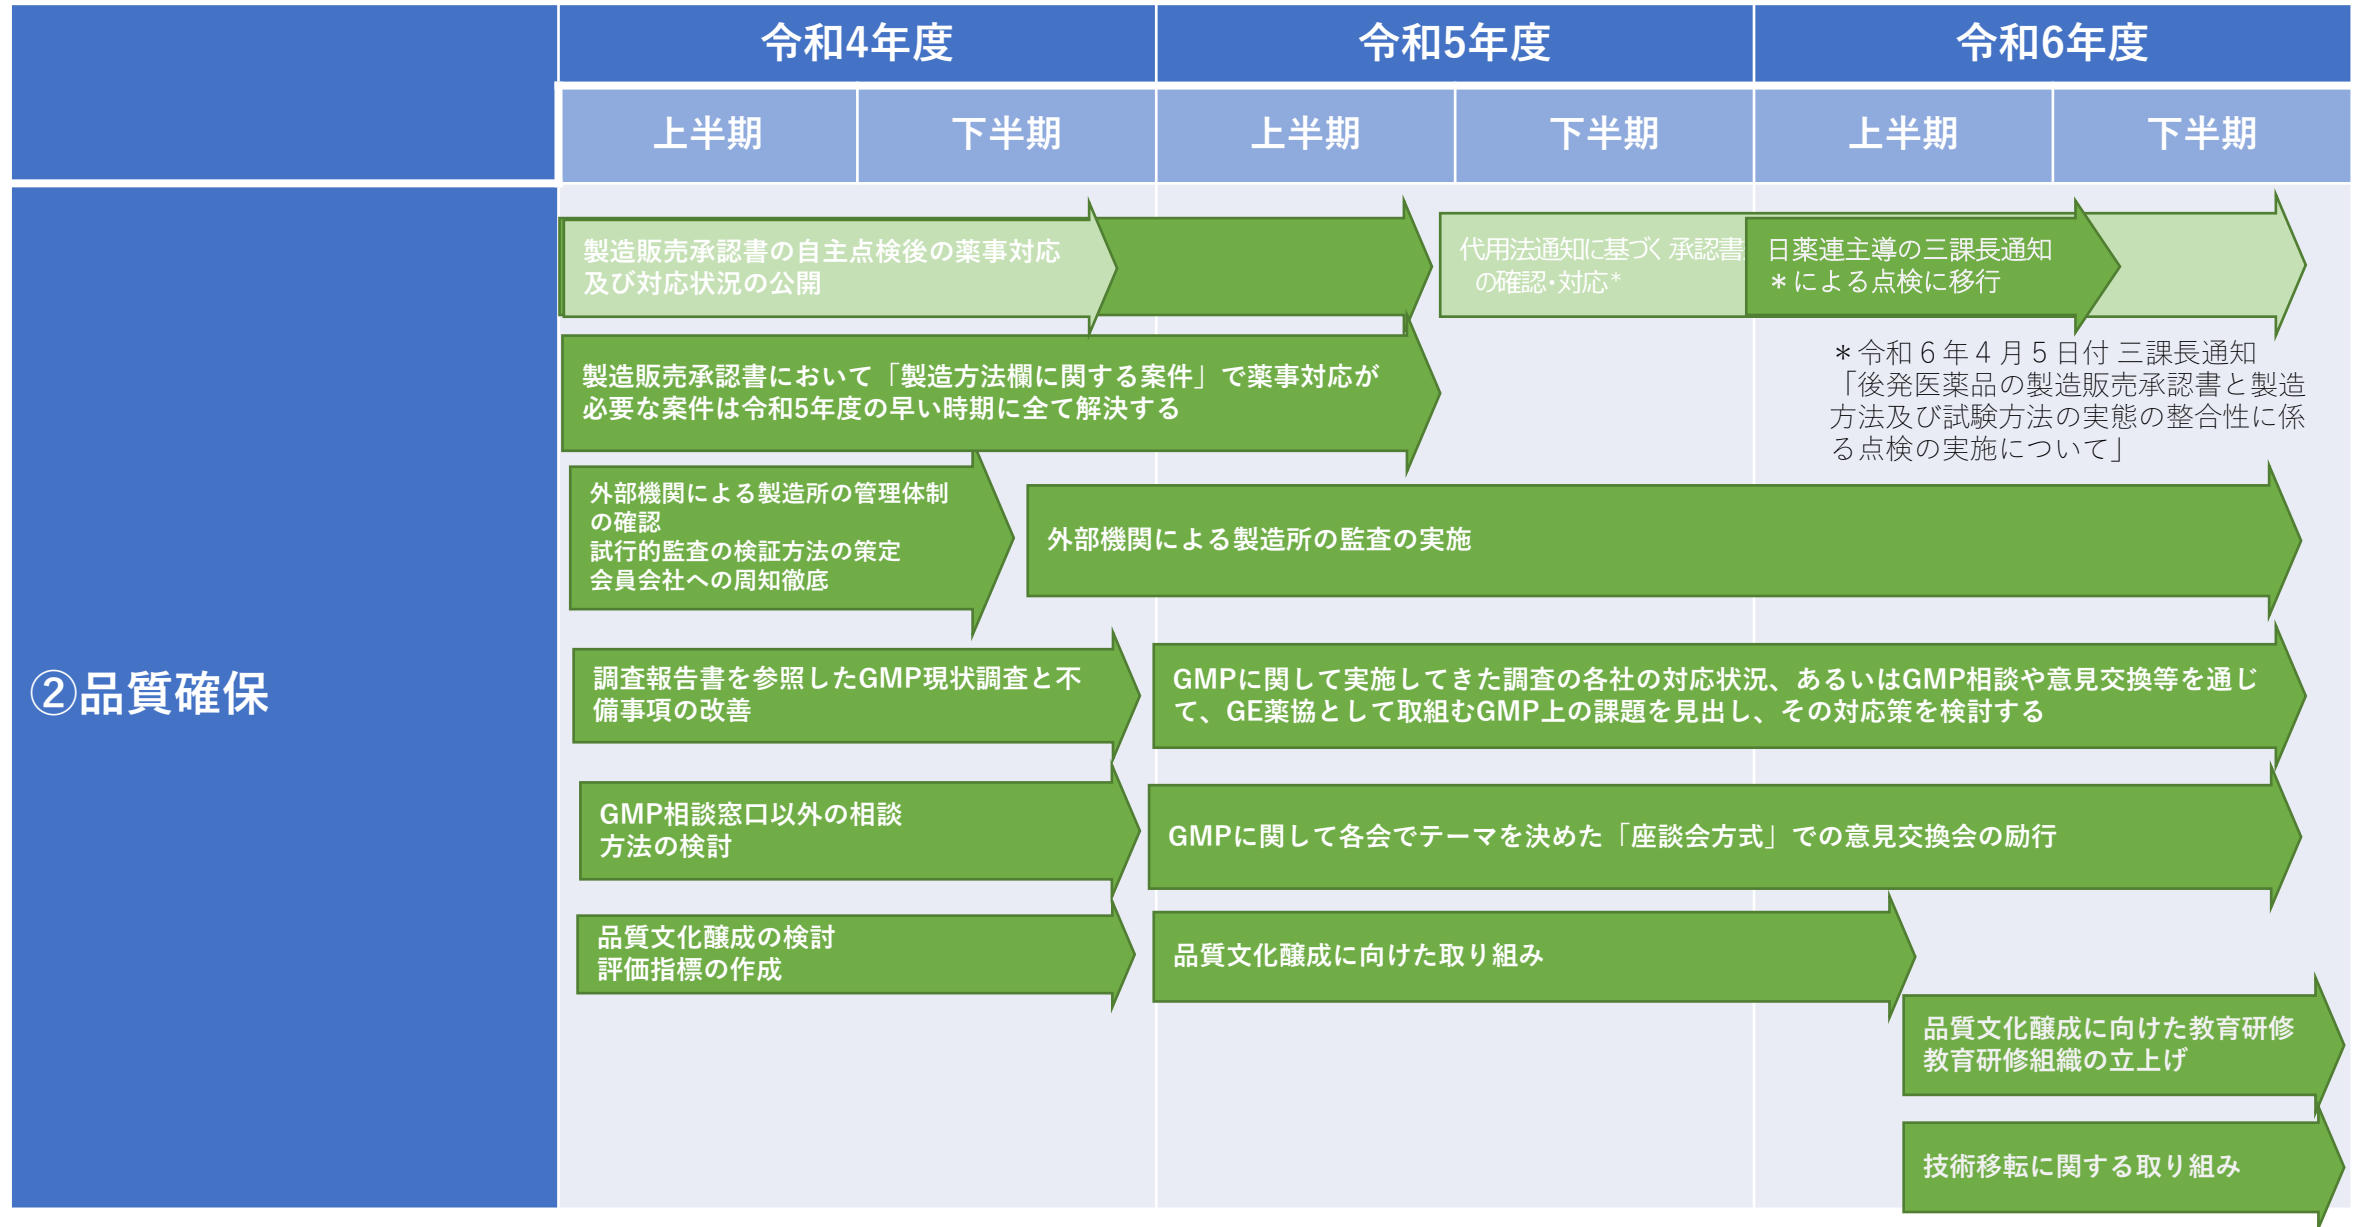 令和4年度
令和5年度
令和6年度
上半期
下半期
上半期
下半期
上半期
下半期
②品質確保
製造販売承認書の自主点検後の薬事対応
及び対応状況の公開
代用法通知に基づく承認書
の確認・対応*
日薬連主導の三課長通知
＊による点検に移行
＊令和６年４月５日付 三課長通知
「後発医薬品の製造販売承認書と製造
方法及び試験方法の実態の整合性に係
る点検の実施について」
製造販売承認書において「製造方法欄に関する案件」で薬事対応が
必要な案件は令和5年度の早い時期に全て解決する
外部機関による製造所の管理体制
の確認
試行的監査の検証方法の策定
会員会社への周知徹底
外部機関による製造所の監査の実施
調査報告書を参照したGMP現状調査と不
備事項の改善
GMPに関して実施してきた調査の各社の対応状況、あるいはGMP相談や意見交換等を通じ
て、GE薬協として取組むGMP上の課題を見出し、その対応策を検討する
GMP相談窓口以外の相談
方法の検討
GMPに関して各会でテーマを決めた「座談会方式」での意見交換会の励行
品質文化醸成の検討
評価指標の作成
品質文化醸成に向けた取り組み
品質文化醸成に向けた教育研修
教育研修組織の立上げ
技術移転に関する取り組み